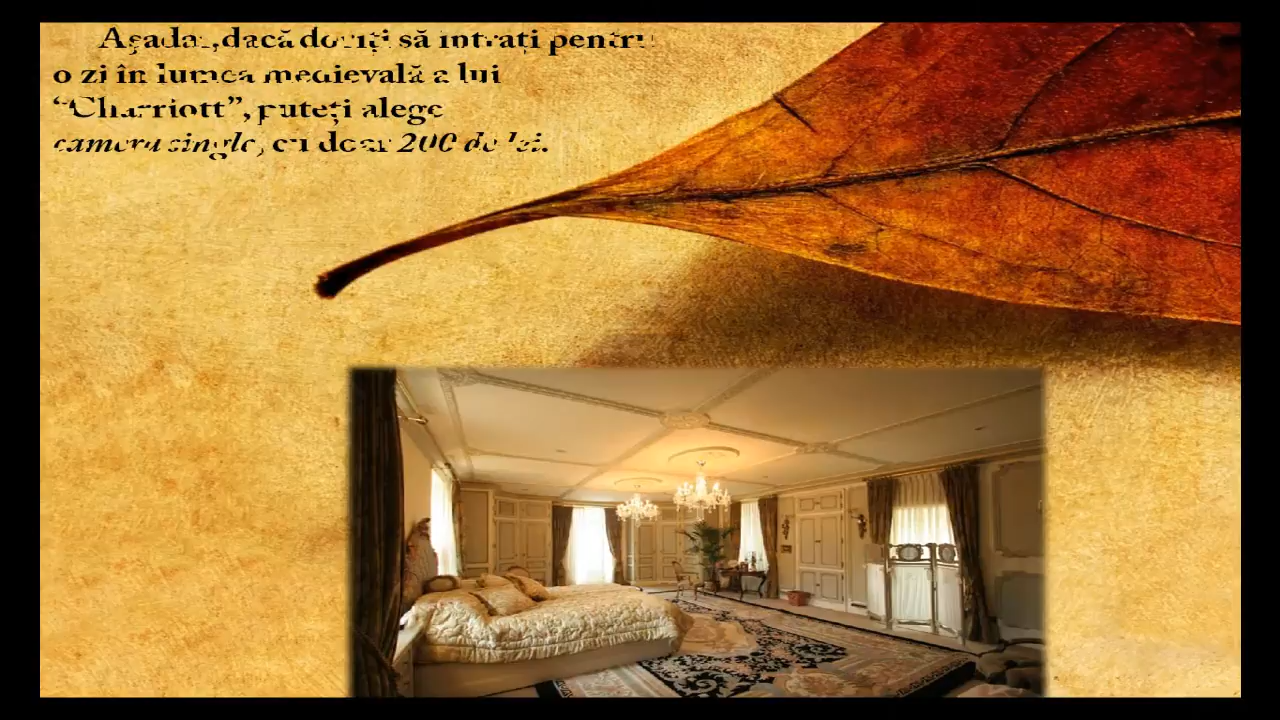 Așadar, dacă doriți să intrați pentru
o zi în lumea medievală a lui
“Charriott”, puteți alege
camera single, cu doar 200 de lei.